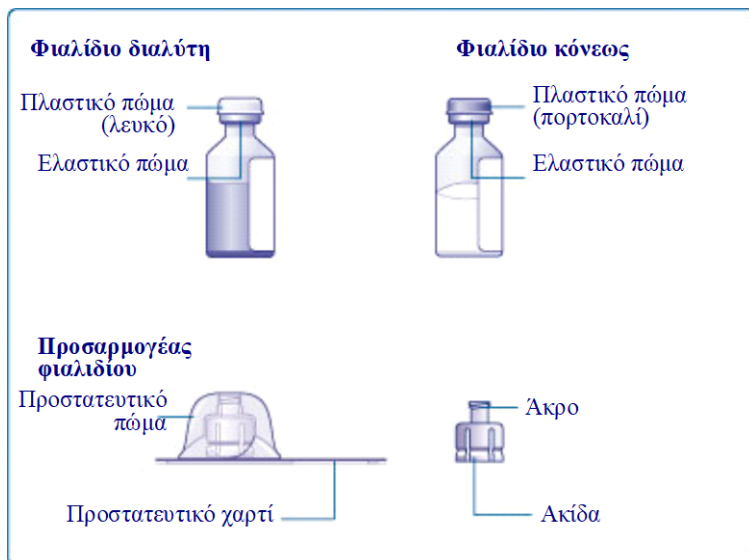 Φιαλίδιο διαλύτη
Πλαστικό πώμα
(λευκό)
Ελαστικό πώμα
Φιαλίδιο κόνεως
Πλαστικό πώμα
(πορτοκαλί)
Ελαστικό πώμα
Προσαρμογέας
φιαλιδίου
Προστατευτικό
πώμα
Προστατευτικό χαρτί
Άκρο
Ακίδα